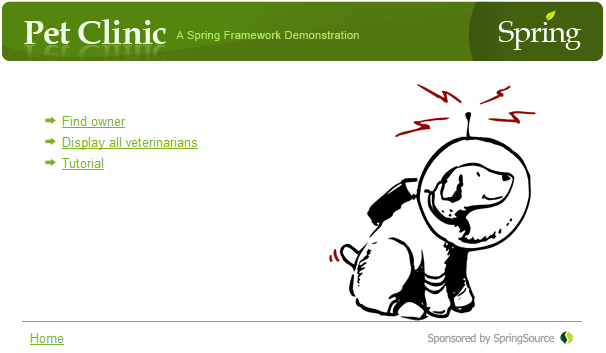 Pet Clinic A Spring Framework Demonstration Spring
Find owner
Display all veterinarians
Tutorial
Home Sponsored by SpringSource